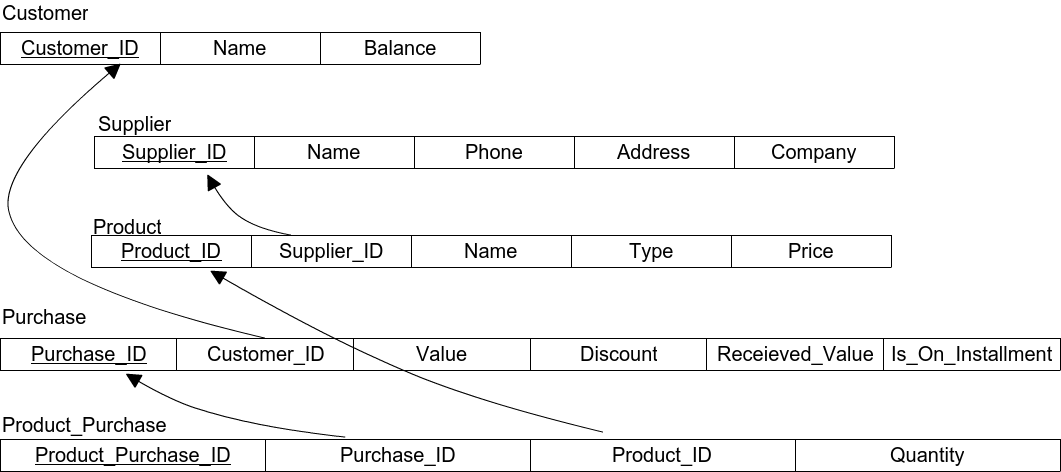 Customer
Customer_ID Name Balance
Supplier
Supplier_ID Name Phone Address Company
Product
Product_ID Supplier_ID Name Type Price
Purchase
Purchase_ID Customer_ID Value Discount Receieved_Value Is_On_Installment
Product_Purchase
Product_Purchase_ID Purchase_ID Product_ID Quantity